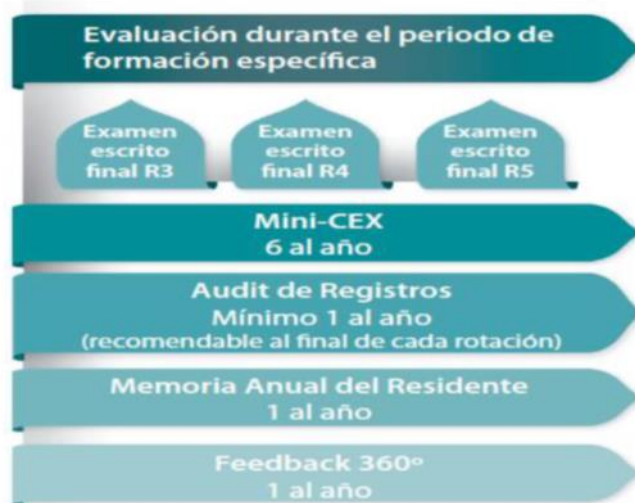 Evaluación durante el periodo de
formación específica
Examen
escrito
final R3
Examen
escrito
final R4
Examen
escrito
final R5
Mini-CEX
6 al año
Audit de Registros
Mínimo 1 al año
(recomendable al final de cada rotación)
Memoria Anual del Residente
1 al año
Feedback 360º
1 al año